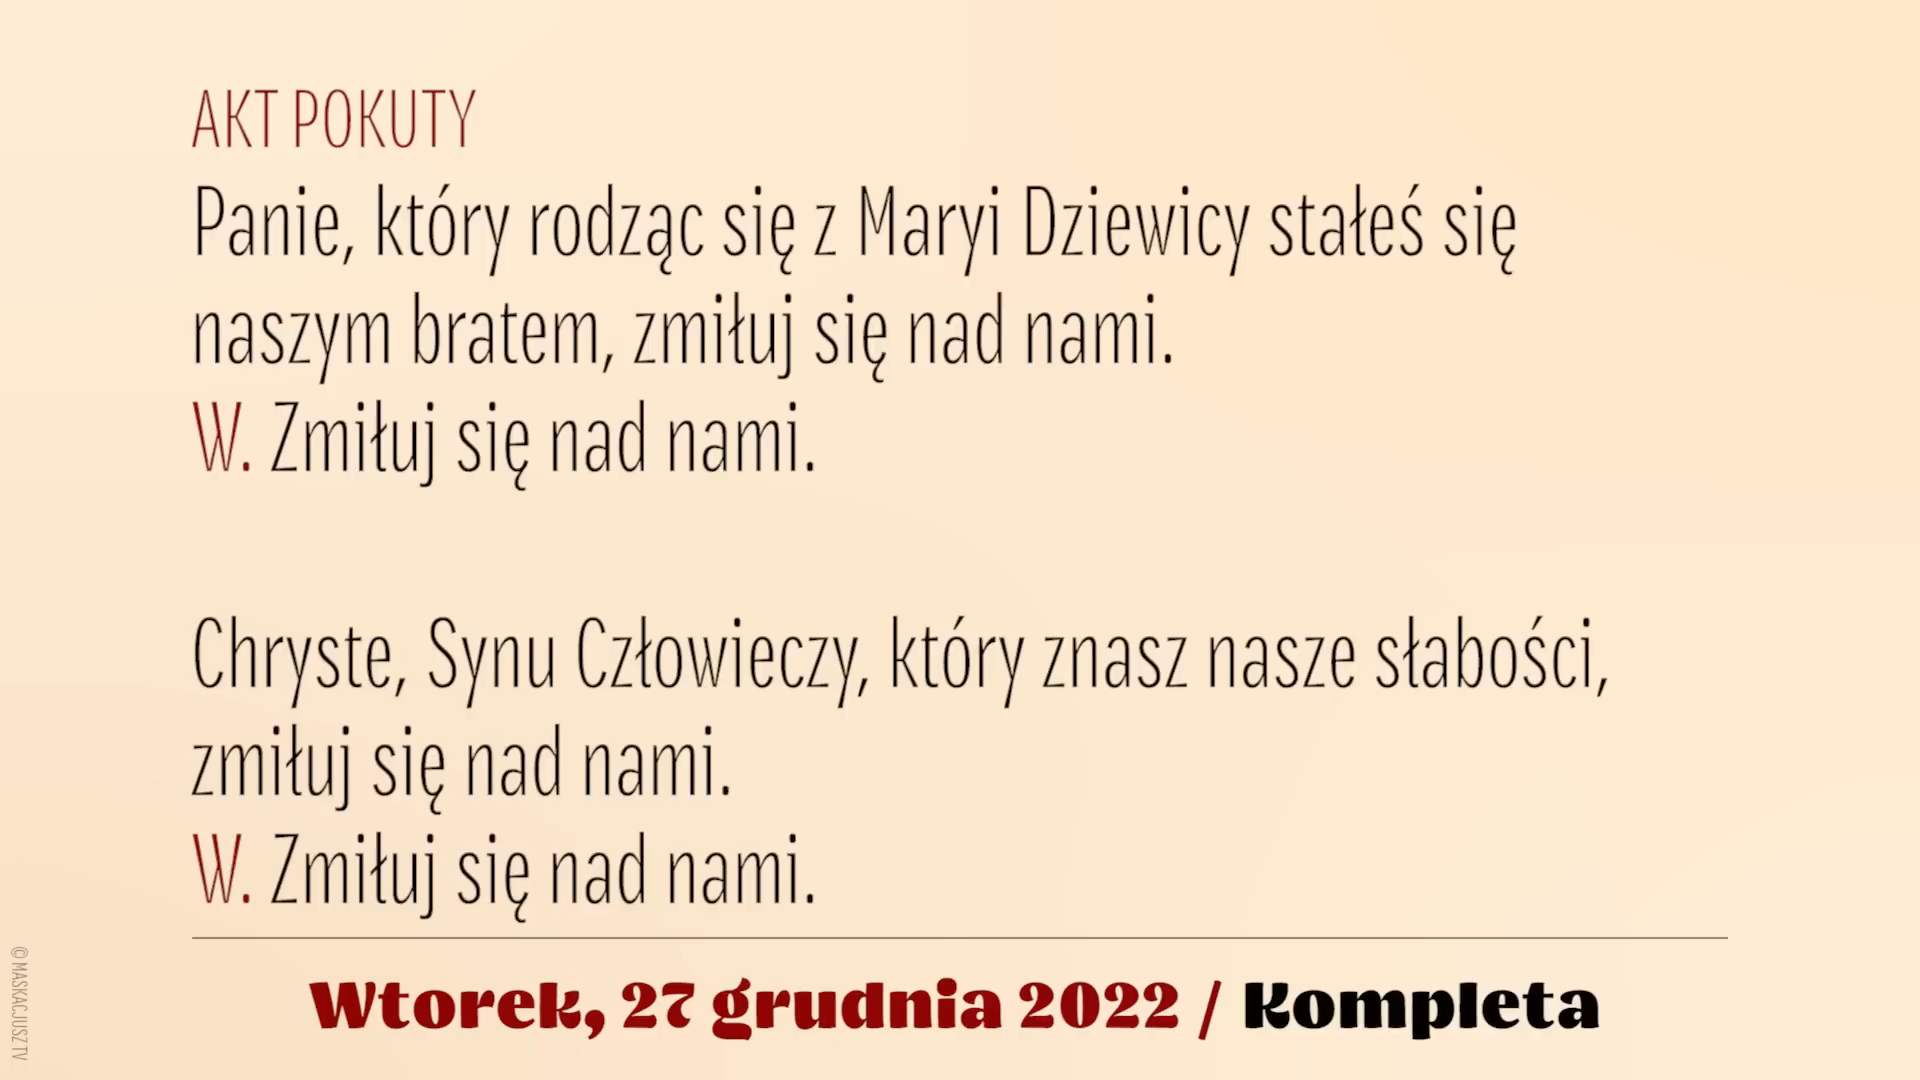 AKT POKUTY
Panie, który rodząc się z Maryi Dziewicy stałeś się
naszym bratem, zmiłuj się nad nami.
W. Zmiłuj się nad nami.
Chryste, Synu Człowieczy, który znasz nasze słabości,
zmiłuj się nad nami.
W. Zmiłuj się nad nami.
Wtorek, 27 grudnia 2022 / Kompleta
© MASKACJUSZ TV